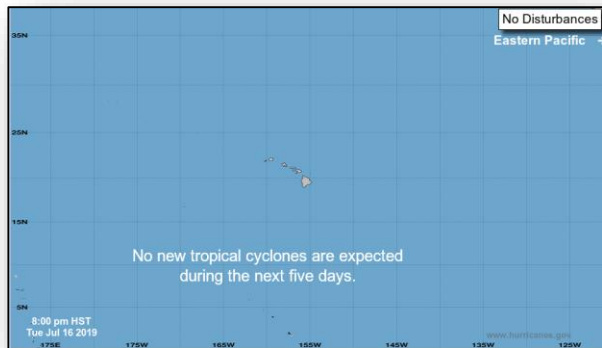 No Disturbances
Eastern Pacific →
35N
25N
15N
No new tropical cyclones are expected
during the next five days.
5N
8:00 pm HST
Tue Jul 16 2019
www.hurricanes.gov
175E
175W
165W
155W
145W
135W
125W